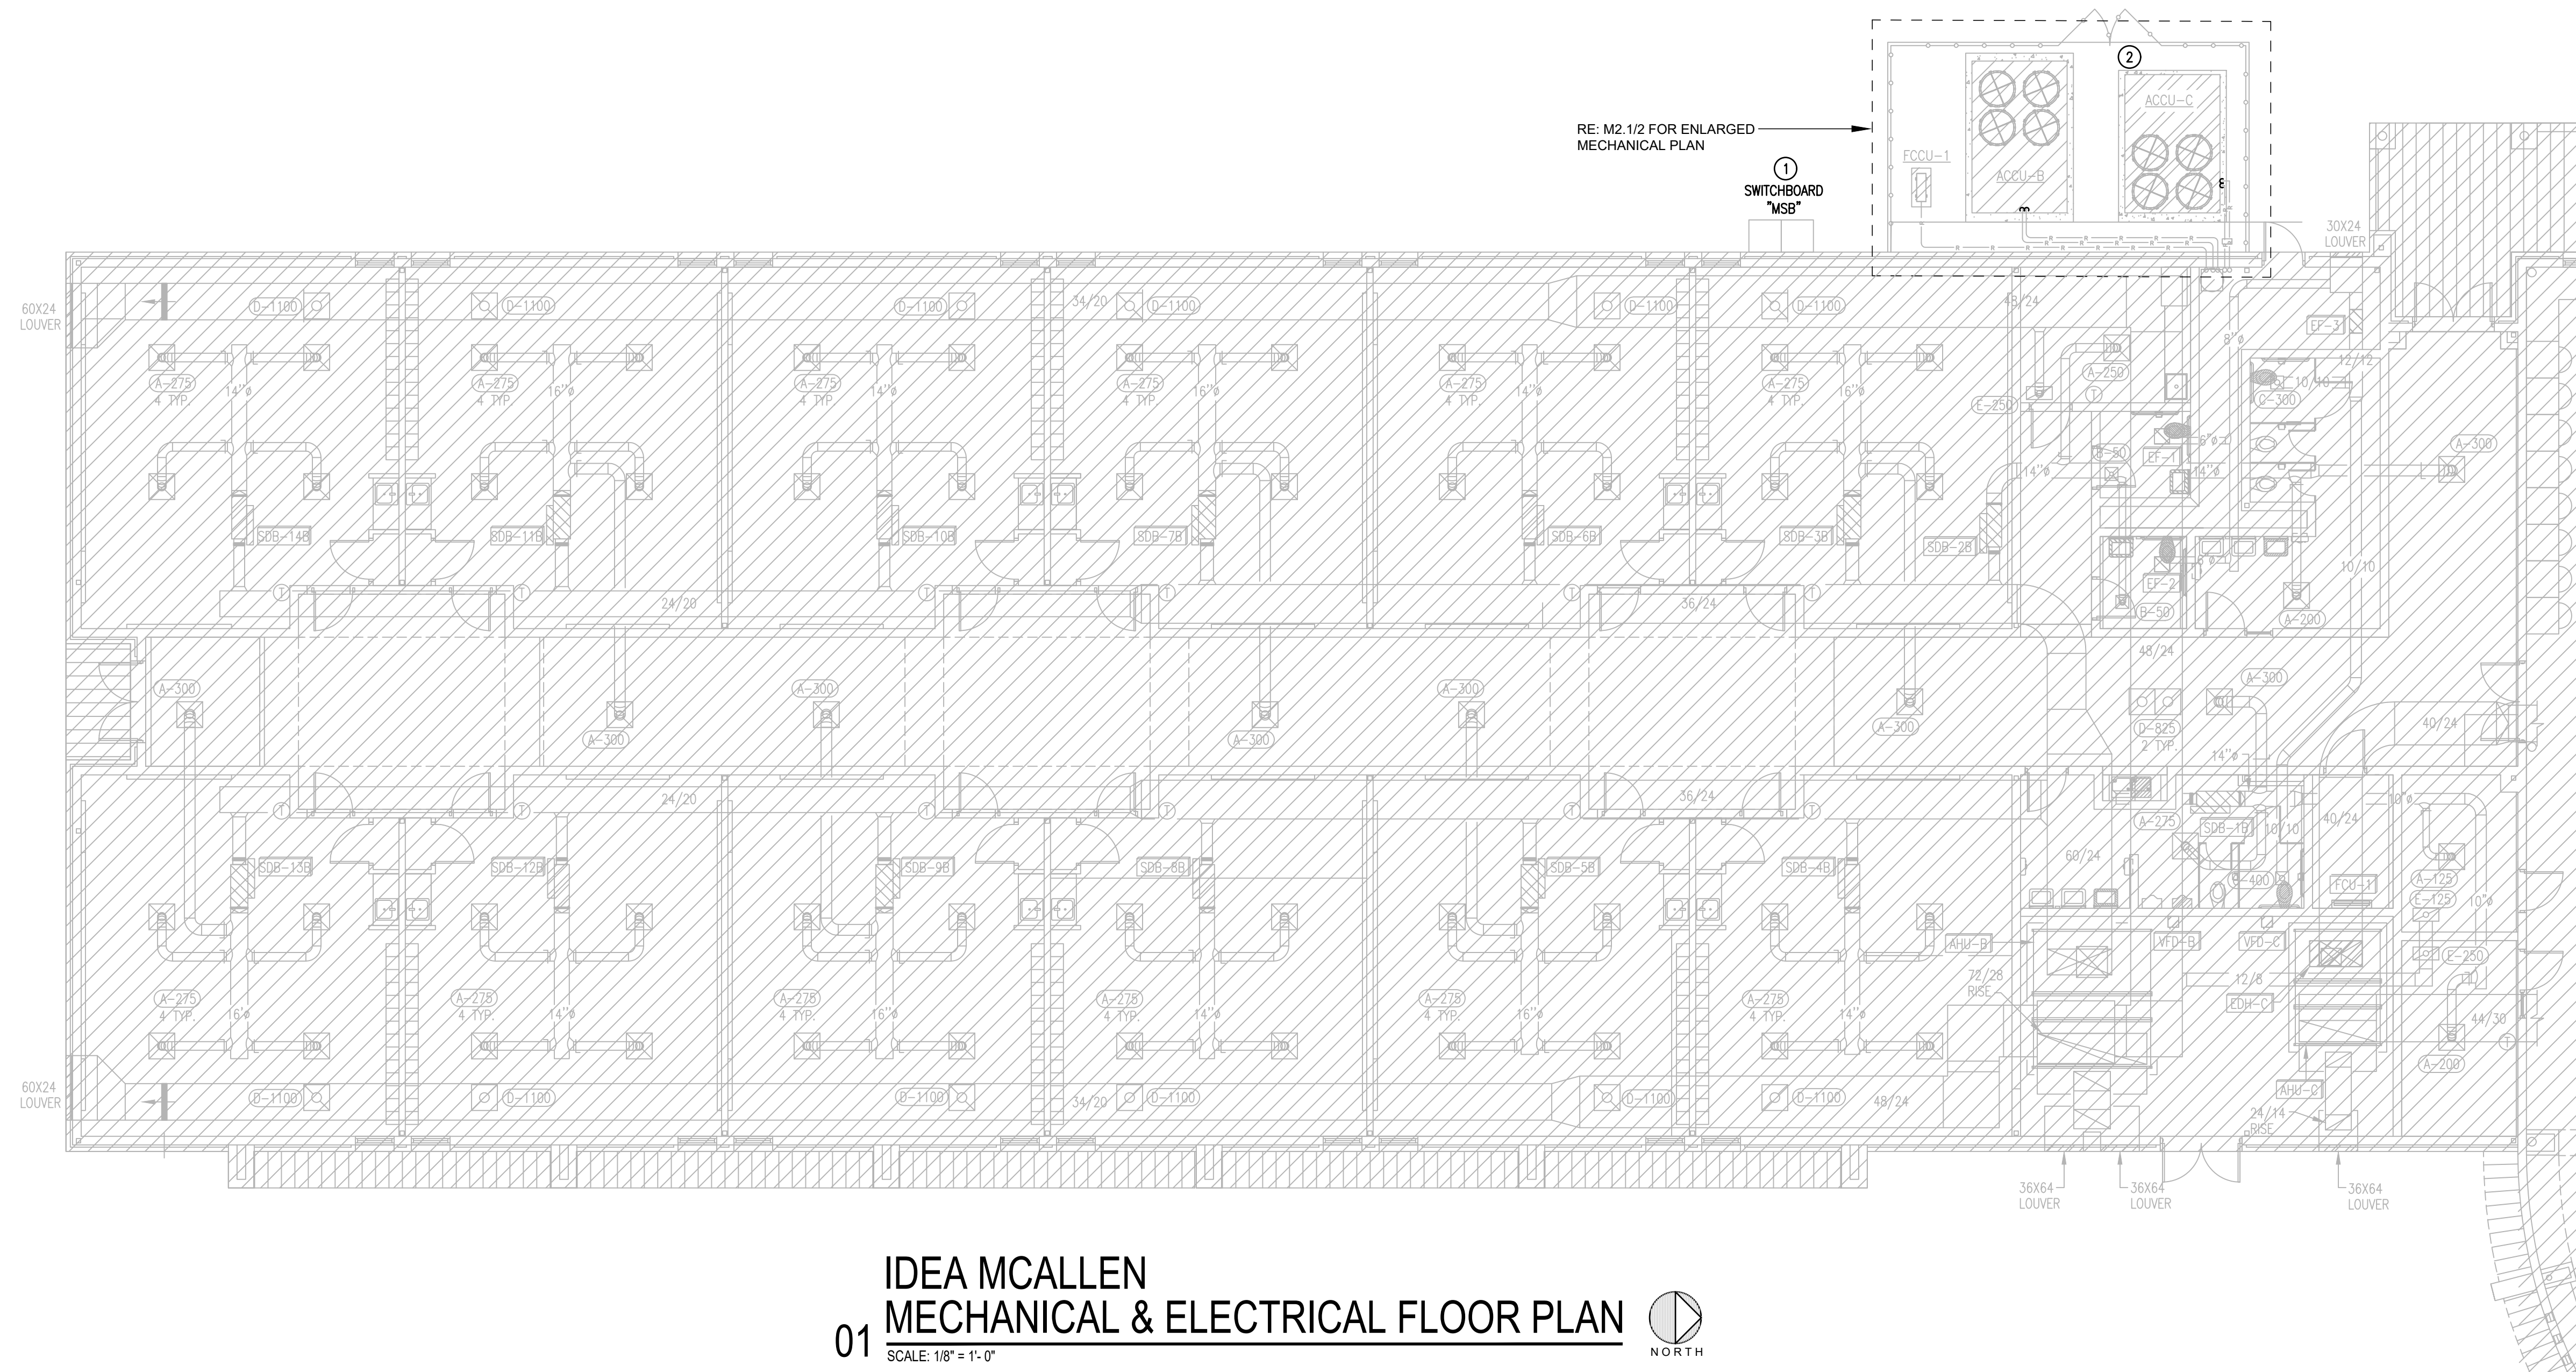 2
ACCU-C
RE: M2.1/2 FOR ENLARGED
MECHANICAL PLAN
FCCU-1
ACCU-B
1
SWITCHBOARD
"MSB"
30X24
LOUVER
R R R R R
R R R R R R
R R R R R R R R
60X24
LOUVER
D-1100
D-1100
D-1100
34/20
D-1100
D-1100
D-1100
48/24
EF-3
8"ø
12/12
A-275
4 TYP.
14"ø
A-275
4 TYP.
16"ø
A-275
4 TYP.
14"ø
A-275
4 TYP.
16"ø
A-275
4 TYP.
14"ø
A-275
4 TYP.
16"ø
A-250
T
E-250
10/10
C-300
A-300
6"ø
B-50
EF-1
14"ø
14"ø
SDB-14B
SDB-11B
SDB-10B
SDB-7B
SDB-6B
SDB-3B
SDB-2B
EF-2
10/10
B-50
A-200
T
T
T
T
T
T
24/20
36/24
48/24
A-300
A-300
A-300
A-300
A-300
A-300
A-300
D-825
2 TYP.
40/24
14"ø
24/20
36/24
T
T
T
T
T
T
10"ø
A-275
SDB-1B
10/10
40/24
60/24
SDB-13B
SDB-12B
SDB-9B
SDB-8B
SDB-5B
SDB-4B
FCU-1
A-125
E-125
10"ø
AHU-B
VFD-B
VFD-C
E-250
72/28
RISE
12/8
EDH-C
A-275
4 TYP.
16"ø
A-275
4 TYP.
14"ø
A-275
4 TYP.
16"ø
A-275
4 TYP.
14"ø
A-275
4 TYP.
16"ø
A-275
4 TYP.
14"ø
44/30
T
A-200
60X24
LOUVER
D-1100
D-1100
D-1100
34/20
D-1100
D-1100
D-1100
48/24
AHU-C
24/14
RISE
36X64
LOUVER
36X64
LOUVER
36X64
LOUVER
IDEA MCALLEN
01 MECHANICAL & ELECTRICAL FLOOR PLAN
SCALE: 1/8" = 1'- 0"
NORTH